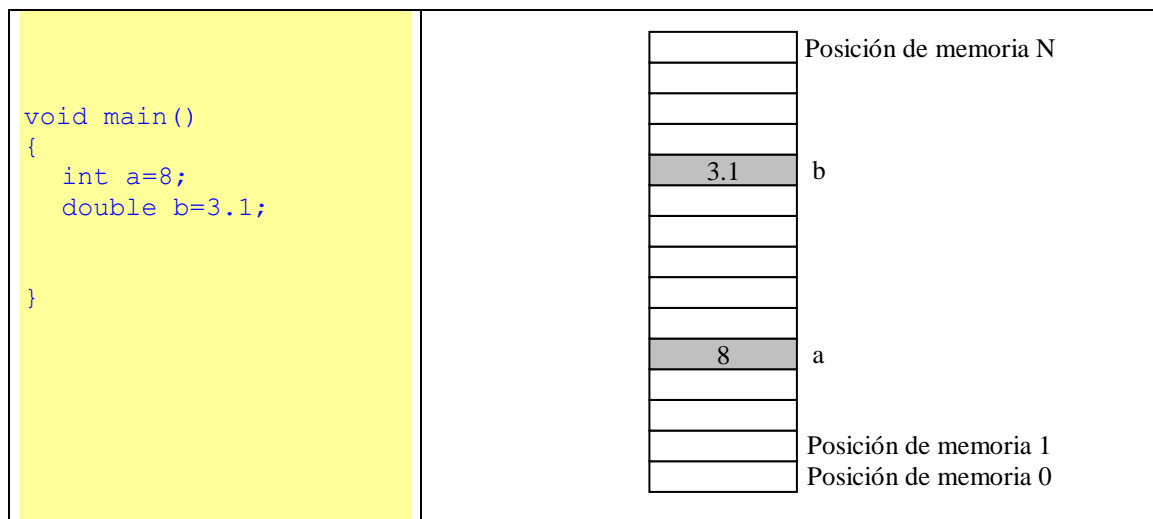 void main()
{
int a=8;
double b=3.1;
}
Posición de memoria N
3.1 b
8 a
Posición de memoria 1
Posición de memoria 0